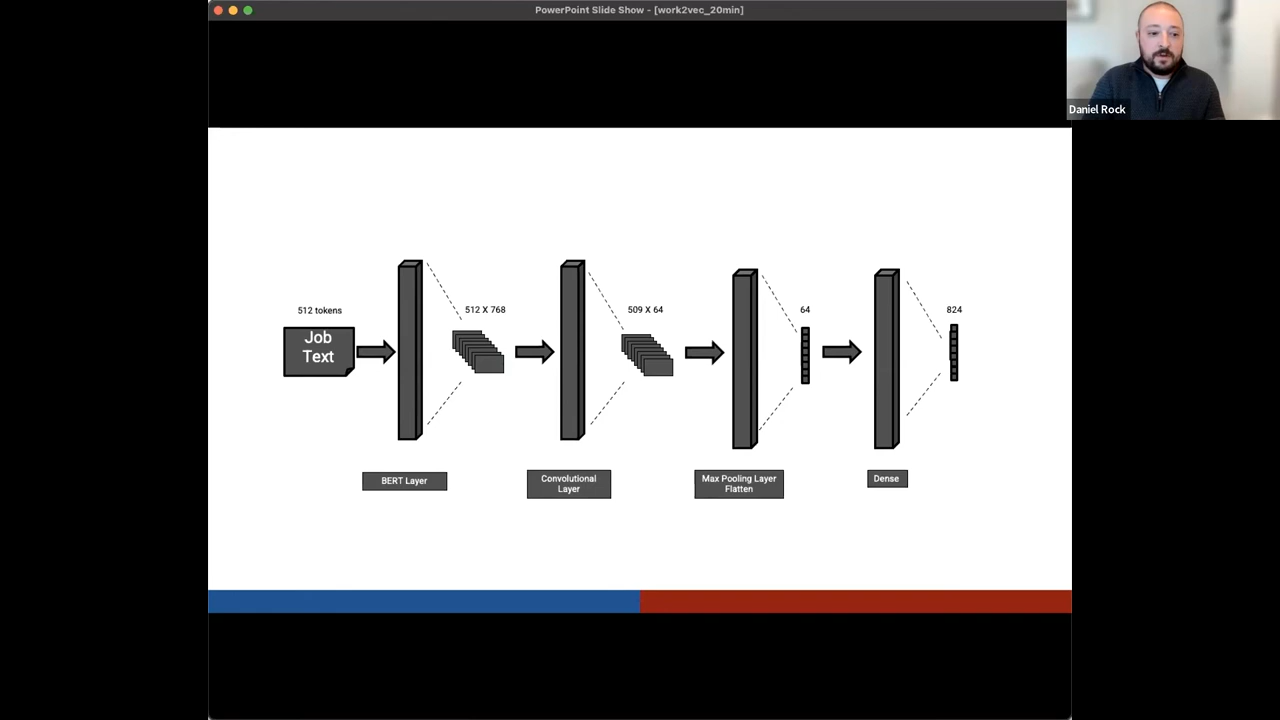 PowerPoint Slide Show - [work2vec_20min]
Daniel Rock
512 tokens
Job
Text
512 X 768
509 X 64
64
824
BERT Layer
Convolutional
Layer
Max Pooling Layer
Flatten
Dense